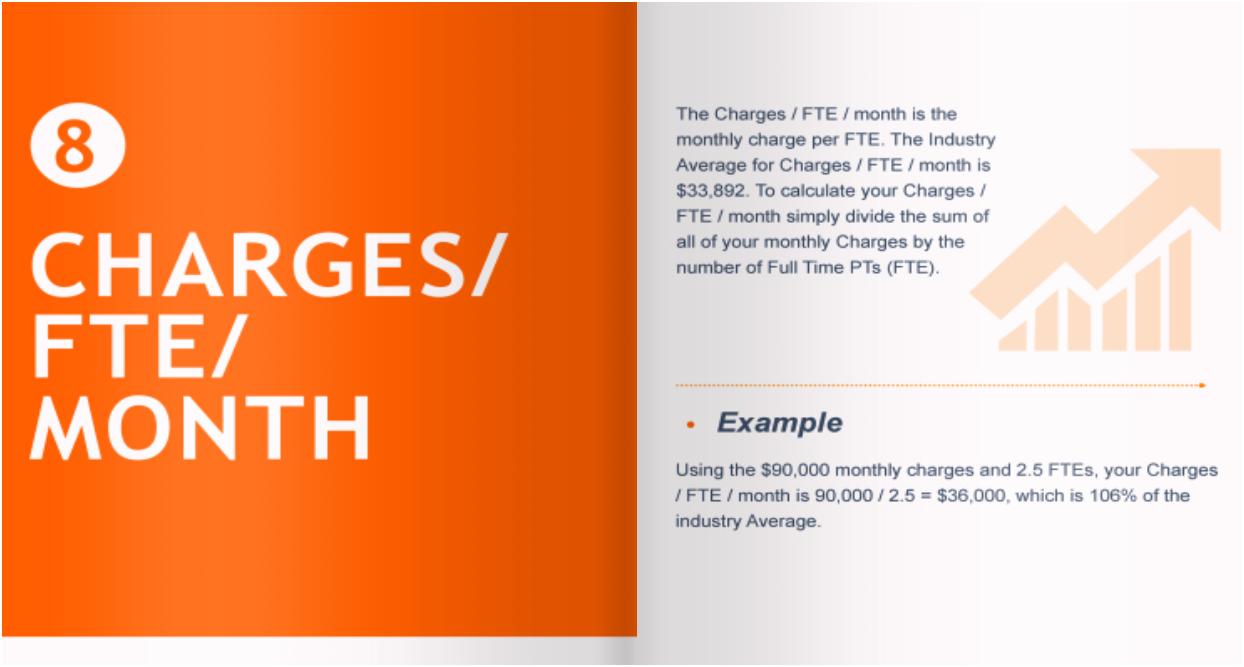 8
CHARGES/
FTE/
MONTH
The Charges / FTE / month is the
monthly charge per FTE. The Industry
Average for Charges / FTE / month is
$33,892. To calculate your Charges /
FTE / month simply divide the sum of
all of your monthly Charges by the
number of Full Time PTs (FTE).
• Example
Using the $90,000 monthly charges and 2.5 FTEs, your Charges
/ FTE / month is 90,000 / 2.5 = $36,000, which is 106% of the
industry Average.